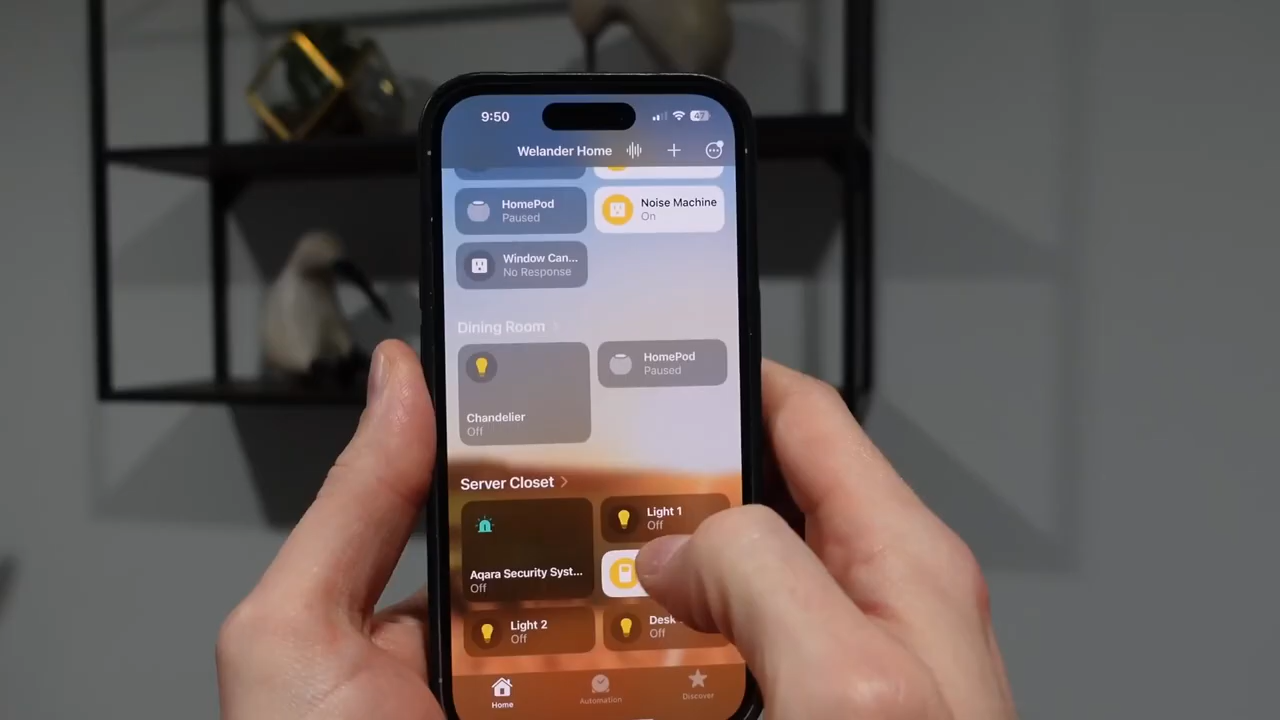 9:50
47
Welander Home
HomePod
Paused
Noise Machine
On
Window Can...
No Response
Dining Room
HomePod
Paused
Chandelier
Off
Server Closet
Light 1
Off
Aqara Security Syst...
Off
Light 2
Off
Desk
Off
Home
Automation
Discover